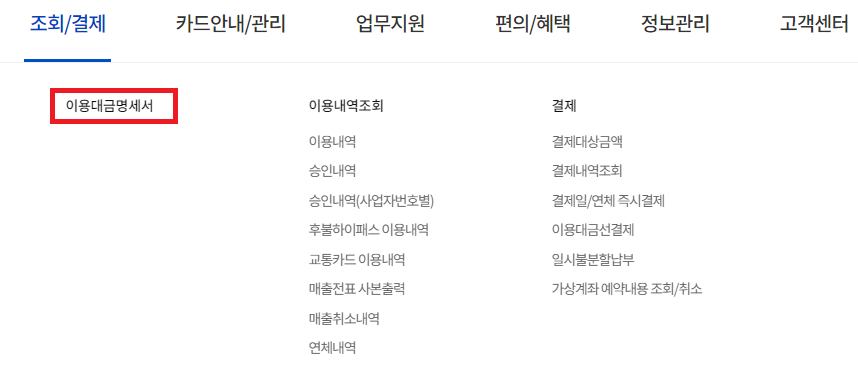 조회/결제
카드안내/관리
업무지원
편의/혜택
정보관리
고객센터
이용대금명세서
이용내역조회
이용내역
승인내역
승인내역(사업자번호별)
후불하이패스 이용내역
교통카드 이용내역
매출전표 사본출력
매출취소내역
연체내역
결제
결제대상금액
결제내역조회
결제일/연체 즉시결제
이용대금선결제
일시불분할납부
가상계좌 예약내용 조회/취소